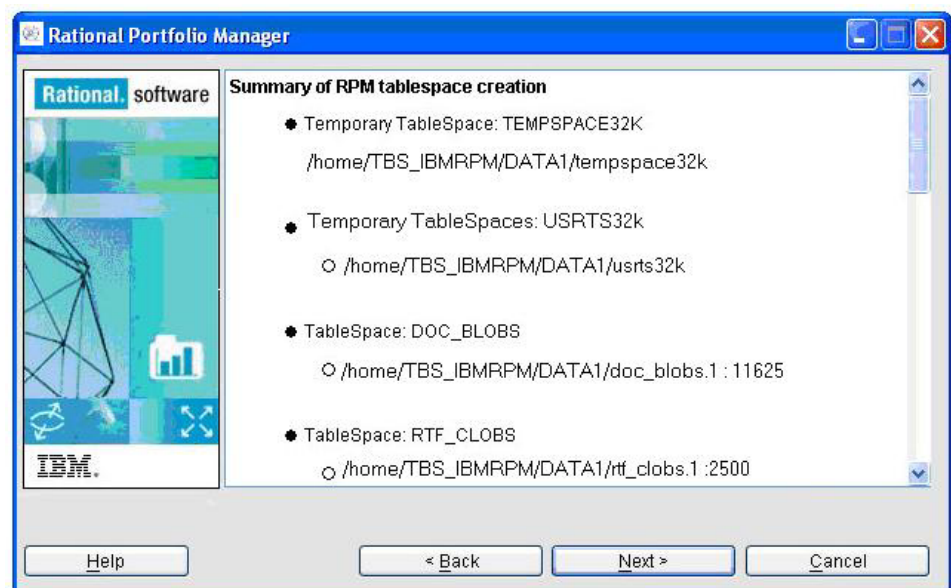 Rational Portfolio Manager
Rational. software
Summary of RPM tablespace creation
Temporary TableSpace: TEMPSPACE32K
/home/TBS_IBMRPM/DATA1/tempspace32k
Temporary TableSpaces: USRTS32k
/home/TBS_IBMRPM/DATA1/usrts32k
TableSpace: DOC_BLOBS
/home/TBS_IBMRPM/DATA1/doc_blobs.1 : 11625
TableSpace: RTF_CLOBS
/home/TBS_IBMRPM/DATA1/rtf_clobs.1 :2500
IBM.
Help
< Back
Next >
Cancel